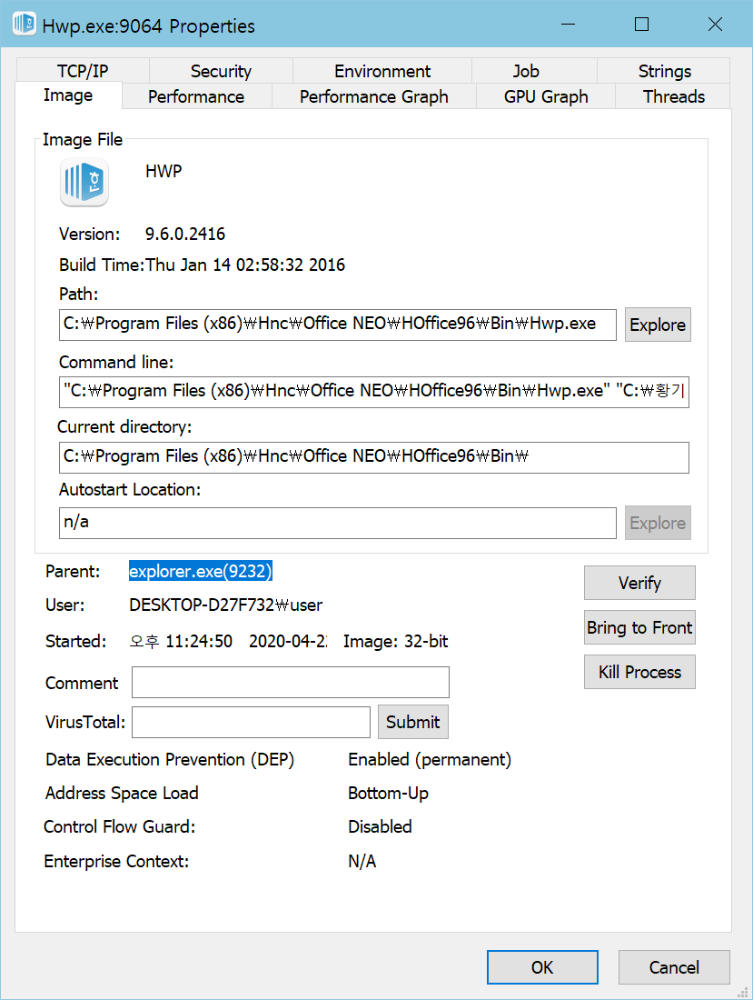 Hwp.exe:9064 Properties
TCP/IP Security Environment Job Strings
Image Performance Performance Graph GPU Graph Threads
Image File
HWP
Version: 9.6.0.2416
Build Time:Thu Jan 14 02:58:32 2016
Path:
C:₩Program Files (x86)₩Hnc₩Office NEO₩HOffice96₩Bin₩Hwp.exe Explore
Command line:
"C:₩Program Files (x86)₩Hnc₩Office NEO₩HOffice96₩Bin₩Hwp.exe" "C:₩황기
Current directory:
C:₩Program Files (x86)₩Hnc₩Office NEO₩HOffice96₩Bin₩
Autostart Location:
n/a Explore
Parent: explorer.exe(9232) Verify
User: DESKTOP-D27F732₩user
Bring to Front
Started: 오후 11:24:50 2020-04-2 Image: 32-bit
Kill Process
Comment
VirusTotal: Submit
Data Execution Prevention (DEP) Enabled (permanent)
Address Space Load Bottom-Up
Control Flow Guard: Disabled
Enterprise Context: N/A
OK Cancel